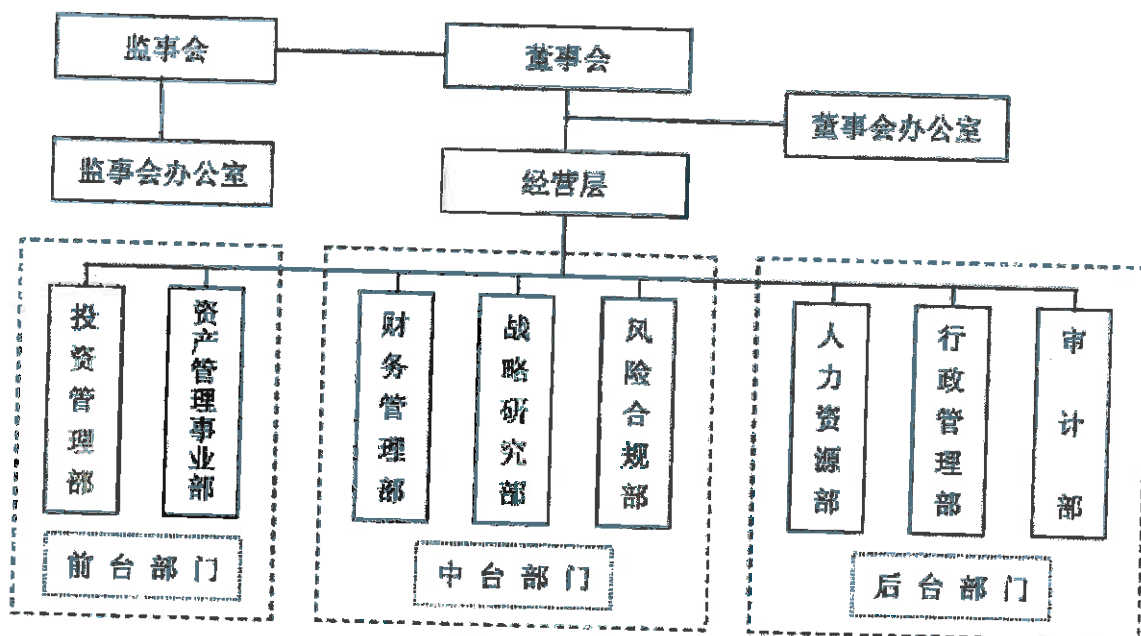 监事会
董事会
董事会办公室
监事会办公室
经营层
投资管理部
资产管理事业部
财务管理部
战略研究部
风险合规部
人力资源部
行政管理部
审计部
前台部门
中台部门
后台部门